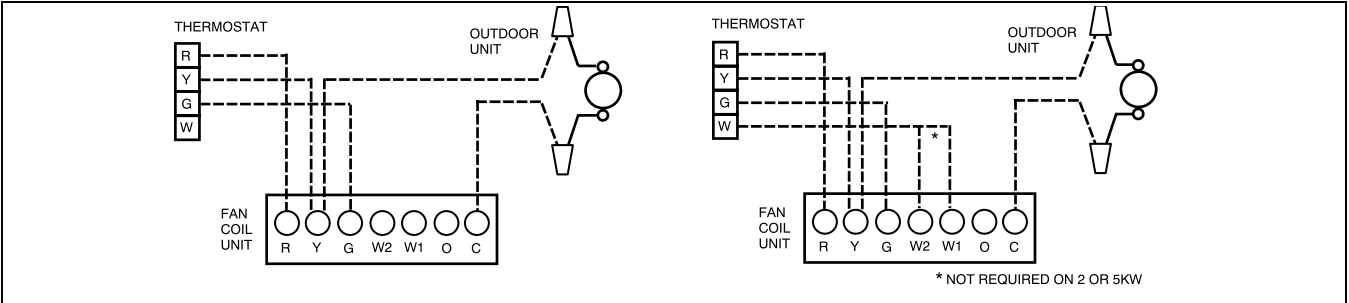 THERMOSTAT
R
Y
G
W
OUTDOOR
UNIT
FAN
COIL
UNIT
R Y G W2 W1 O C
THERMOSTAT
R
Y
G
W
*
OUTDOOR
UNIT
FAN
COIL
UNIT
R Y G W2 W1 O C
* NOT REQUIRED ON 2 OR 5KW